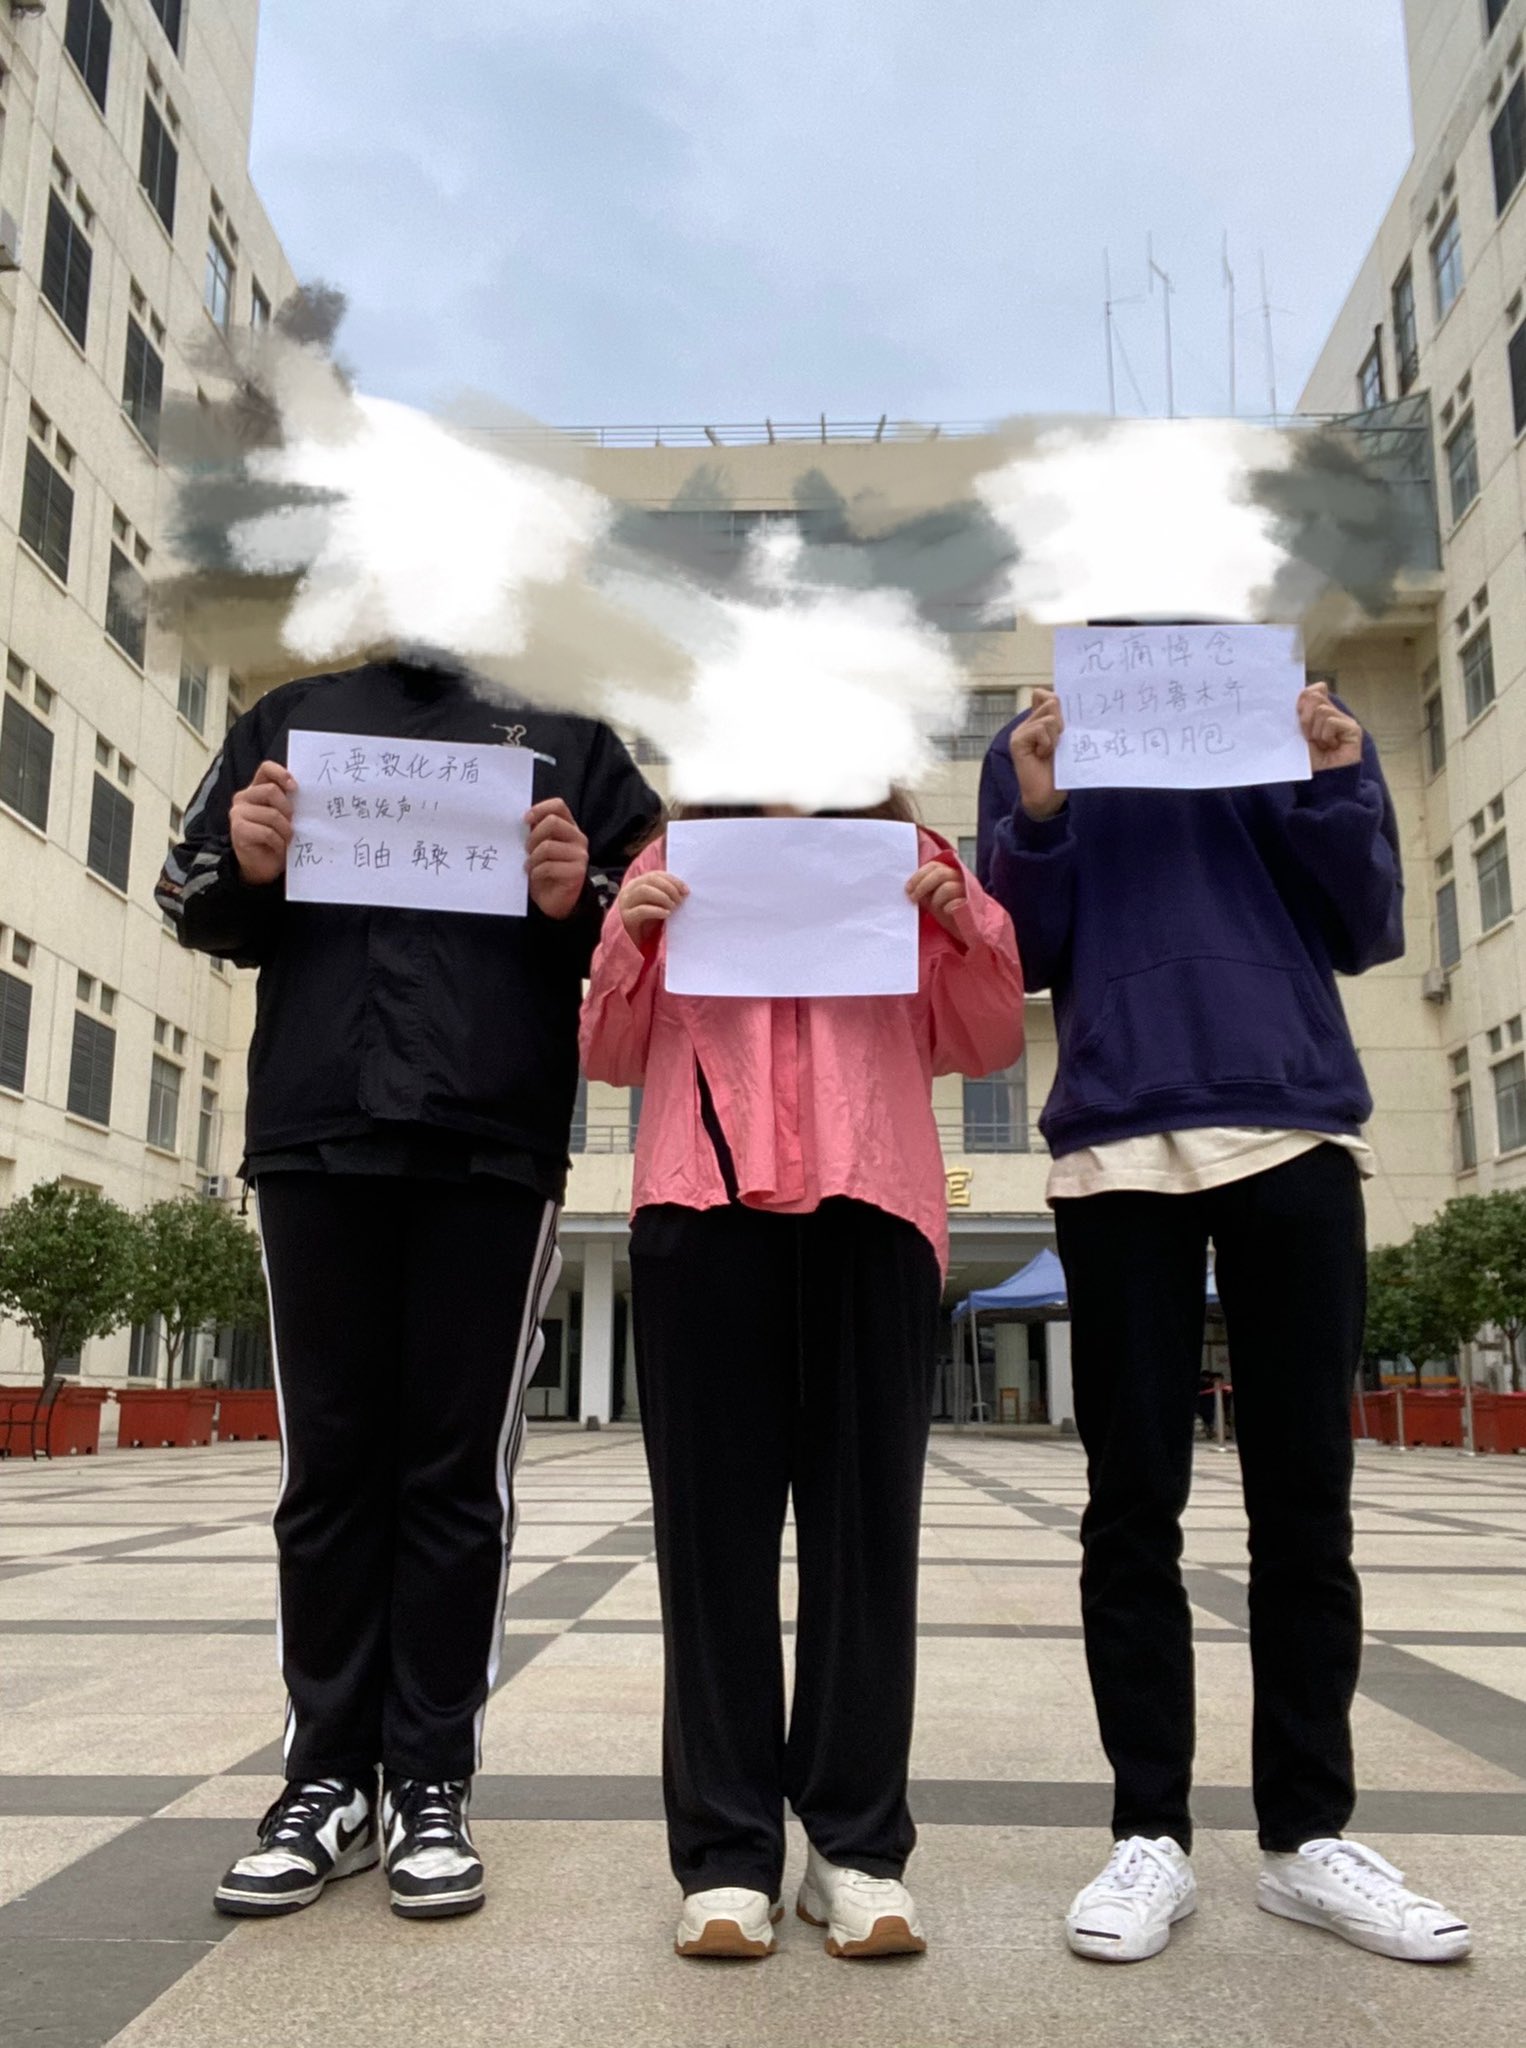 不要激化矛盾
理智发声！！
祝：自由 勇敢 平安
沉痛悼念
11.24乌鲁木齐
遇难同胞
官